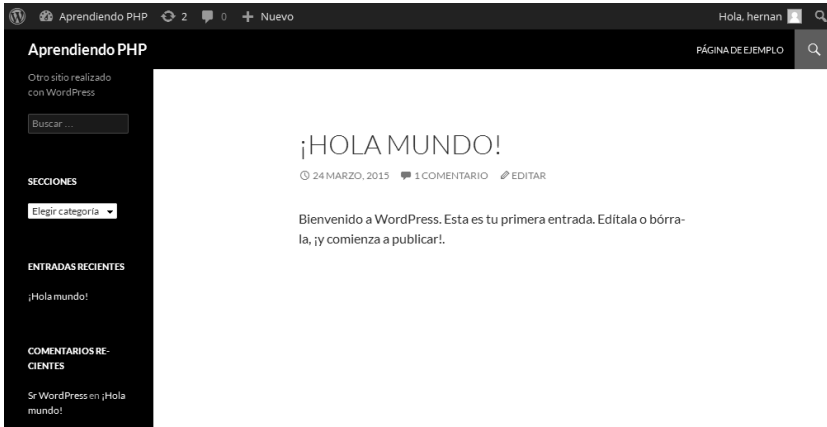 Aprendiendo PHP 2 0 Nuevo Hola, hernan
Aprendiendo PHP PÁGINA DE EJEMPLO
Otro sitio realizado
con WordPress
Buscar ...
¡HOLA MUNDO!
24 MARZO, 2015 1 COMENTARIO EDITAR
Bienvenido a WordPress. Esta es tu primera entrada. Edítala o bórra-
la, ¡y comienza a publicar!.
SECCIONES
Elegir categoría
ENTRADAS RECIENTES
¡Hola mundo!
COMENTARIOS RE-
CIENTES
Sr WordPress en ¡Hola
mundo!